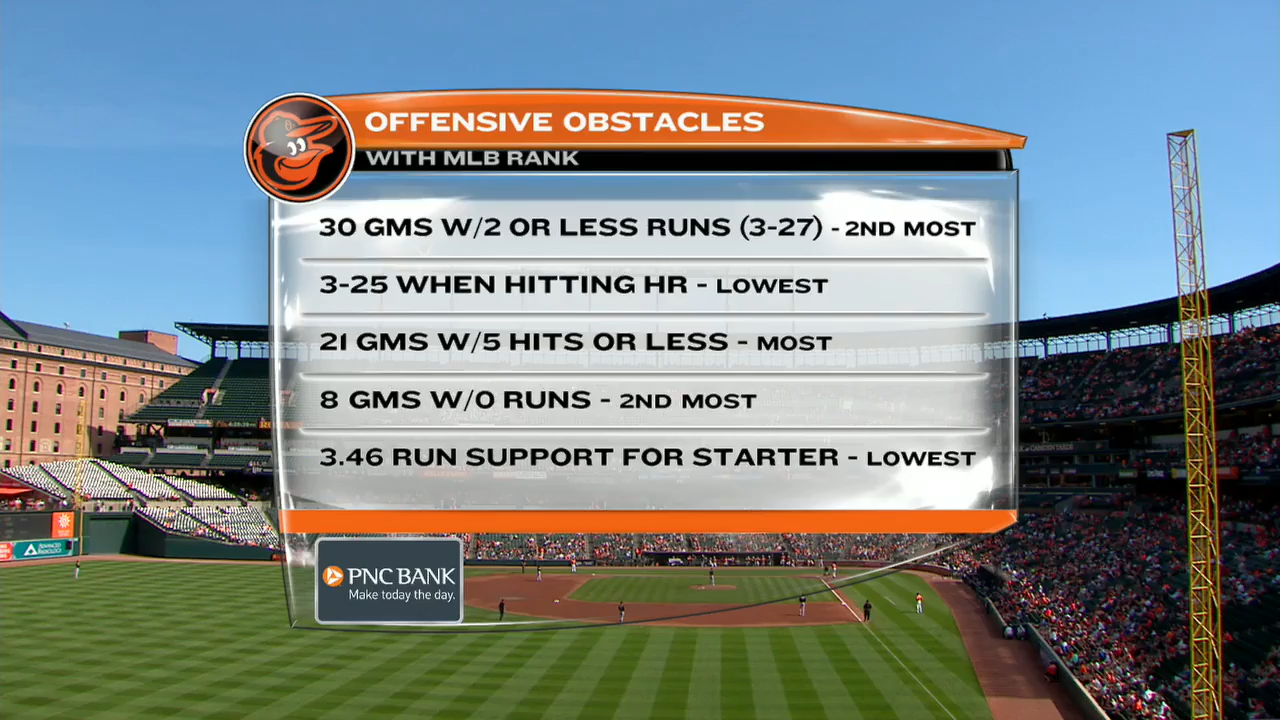 OFFENSIVE OBSTACLES
WITH MLB RANK
30 GMS W/2 OR LESS RUNS (3-27) - 2ND MOST
3-25 WHEN HITTING HR - LOWEST
21 GMS W/5 HITS OR LESS - MOST
8 GMS W/0 RUNS - 2ND MOST
3.46 RUN SUPPORT FOR STARTER - LOWEST
ADVANCED
RADIOLOGY
PNC BANK
Make today the day.